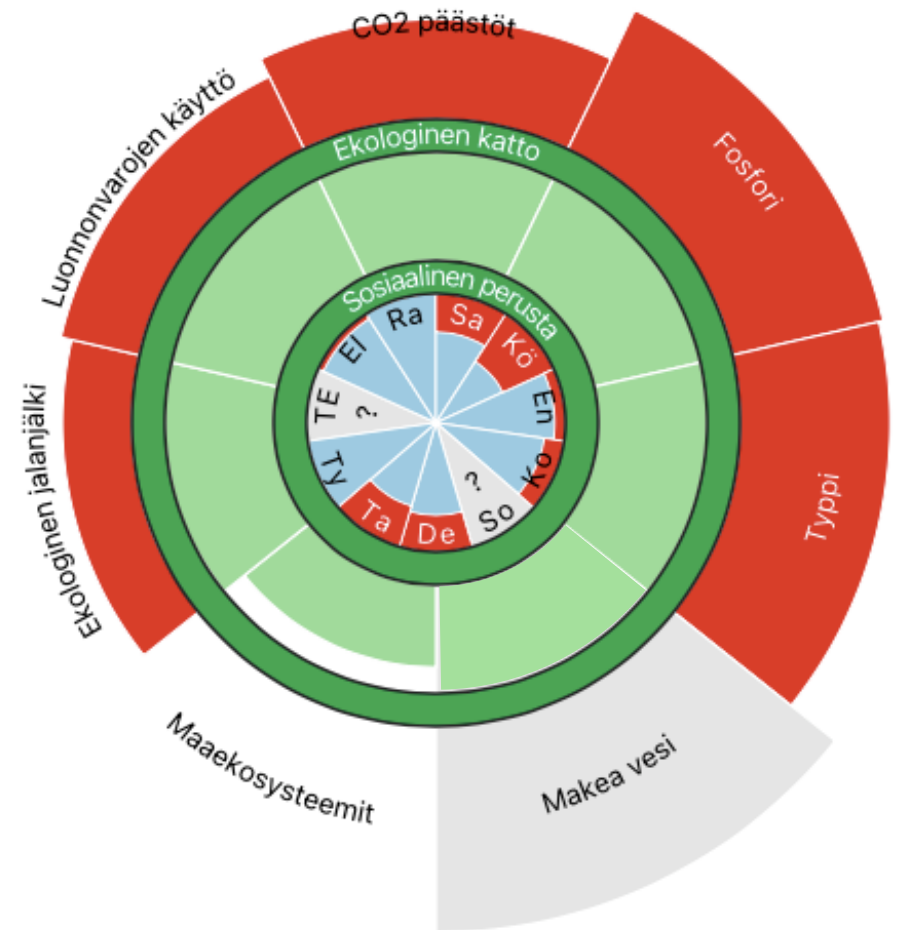 CO2 päästöt
Luonnonvarojen käyttö
Ekologinen katto
Fosfori
Sosiaalinen perusta
Ra
Sa
El
Kö
TE
?
En
Ekologinen jalanjälki
Ty
Ko
?
So
Ta
De
Typpi
Maaekosysteemit
Makea vesi